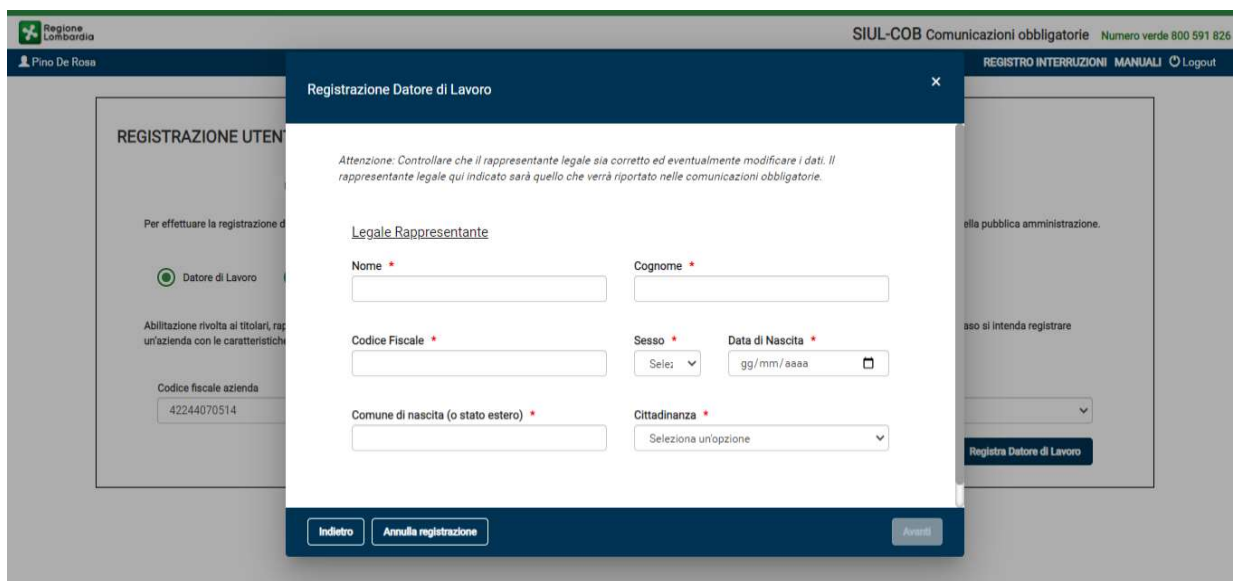 Regione
Lombardia
SIUL-COB Comunicazioni obbligatorie Numero verde 800 591 826
Pino De Rosa
REGISTRO INTERRUZIONI MANUALI Logout
Registrazione Datore di Lavoro
×
REGISTRAZIONE UTEN
Attenzione: Controllare che il rappresentante legale sia corretto ed eventualmente modificare i dati. Il
rappresentante legale qui indicato sarà quello che verrà riportato nelle comunicazioni obbligatorie.
Per effettuare la registrazione d
ella pubblica amministrazione.
Legale Rappresentante
Nome *
Cognome *
Datore di Lavoro
Abilitazione rivolta ai titolari, rap
aso si intenda registrare
un'azienda con le caratteristiche
Codice Fiscale *
Sesso *
Data di Nascita *
Selez
gg/mm/aaaa
Codice fiscale azienda
42244070514
Comune di nascita (o stato estero) *
Cittadinanza *
Seleziona un'opzione
Registra Datore di Lavoro
Indietro
Annulla registrazione
Avanti